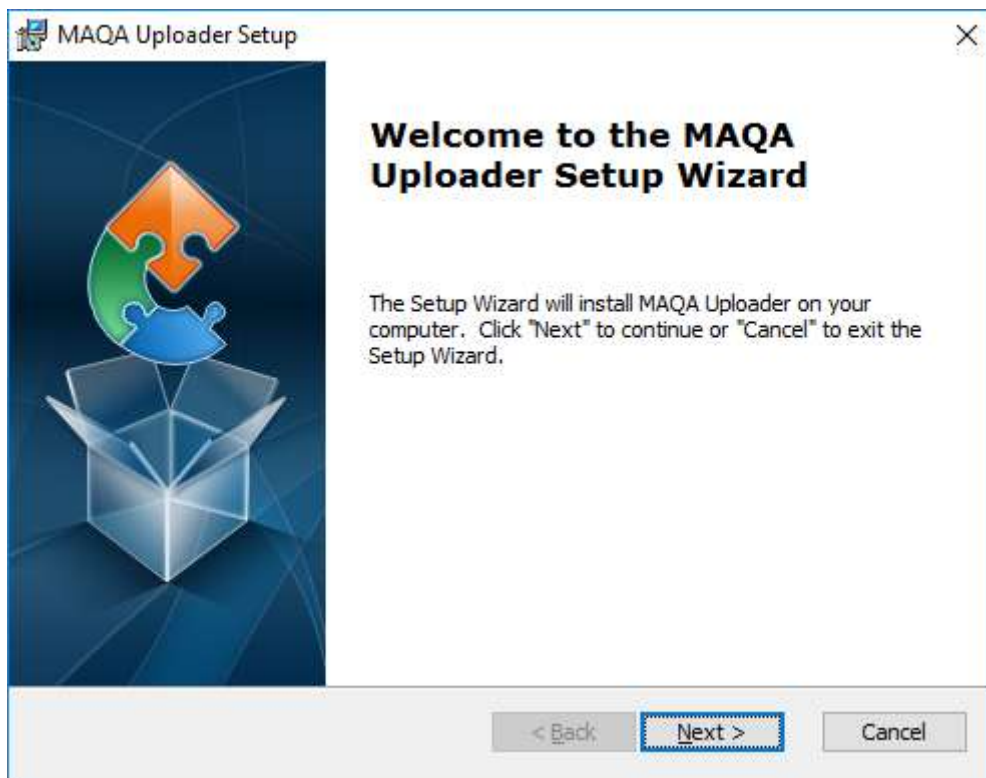 MAQA Uploader Setup
Welcome to the MAQA
Uploader Setup Wizard
The Setup Wizard will install MAQA Uploader on your
computer. Click "Next" to continue or "Cancel" to exit the
Setup Wizard.
< Back Next > Cancel